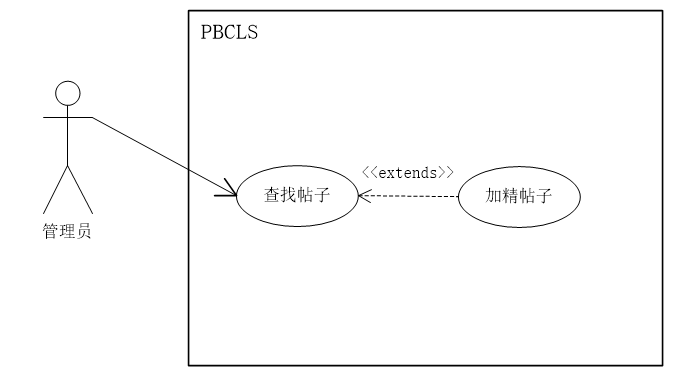 PBCLS
<<extends>>
查找帖子
加精帖子
管理员